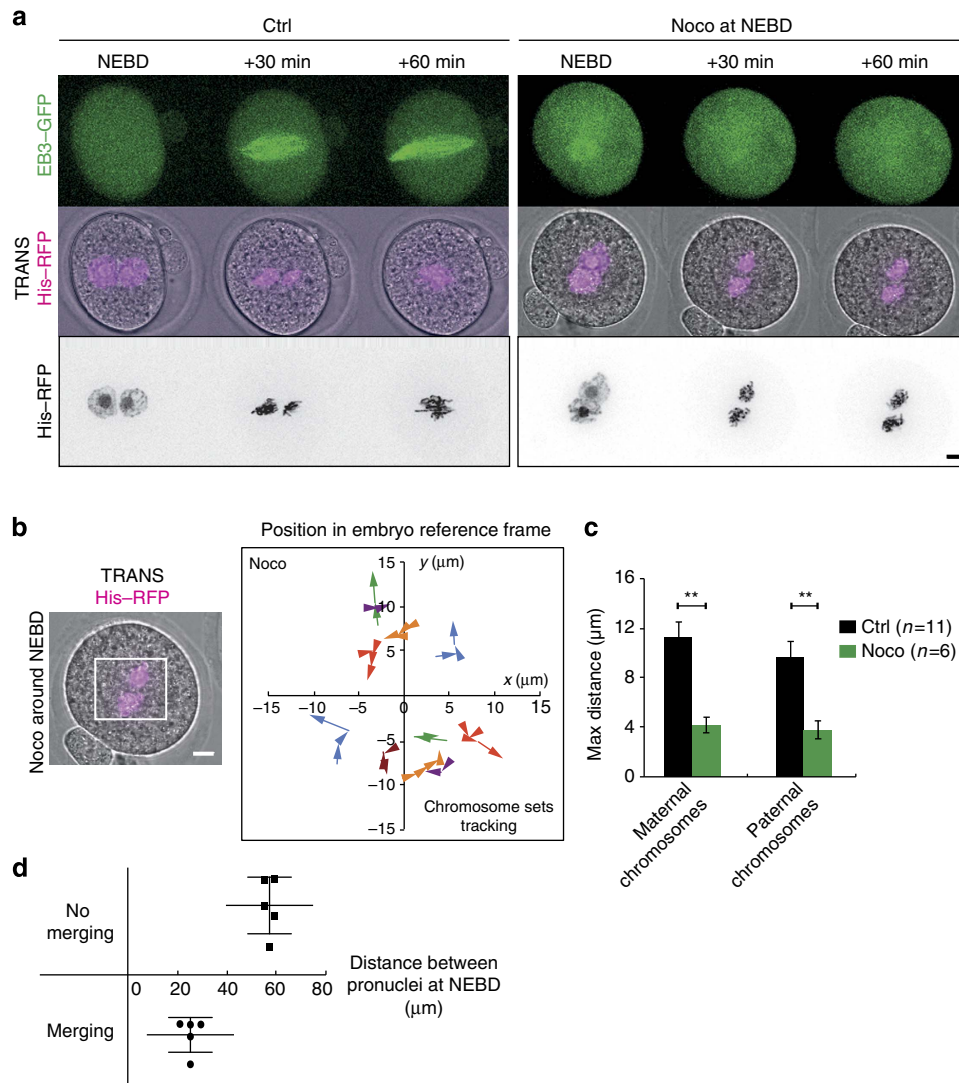 a
Ctrl
Noco at NEBD
NEBD
+30 min
+60 min
NEBD
+30 min
+60 min
EB3–GFP
TRANS
His–RFP
His–RFP
b
TRANS
His–RFP
Noco around NEBD
Position in embryo reference frame
Noco
y (μm)
x (μm)
15
10
5
−15
−10
−5
0
5
10
15
−5
−10
−15
Chromosome sets
tracking
c
Max distance (μm)
16
12
8
4
0
**
**
Ctrl (n=11)
Noco (n=6)
Maternal
chromosomes
Paternal
chromosomes
d
No
merging
Merging
0
20
40
60
80
Distance between
pronuclei at NEBD
(μm)